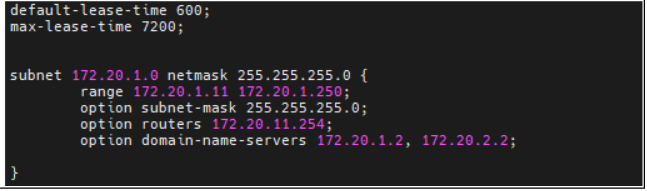 default-lease-time 600;
max-lease-time 7200;
subnet 172.20.1.0 netmask 255.255.255.0 {
range 172.20.1.11 172.20.1.250;
option subnet-mask 255.255.255.0;
option routers 172.20.11.254;
option domain-name-servers 172.20.1.2, 172.20.2.2;
}